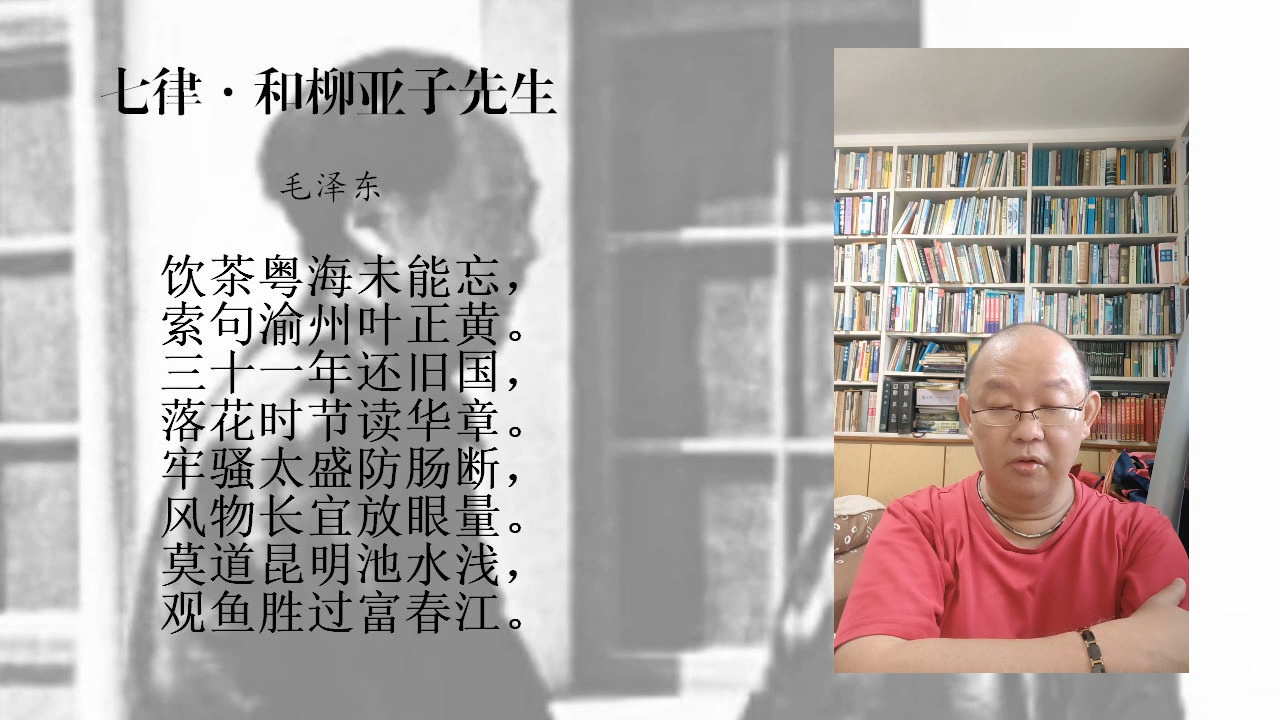 七律·和柳亚子先生
毛泽东
饮茶粤海未能忘，
索句渝州叶正黄。
三十一年还旧国，
落花时节读华章。
牢骚太盛防肠断，
风物长宜放眼量。
莫道昆明池水浅，
观鱼胜过富春江。